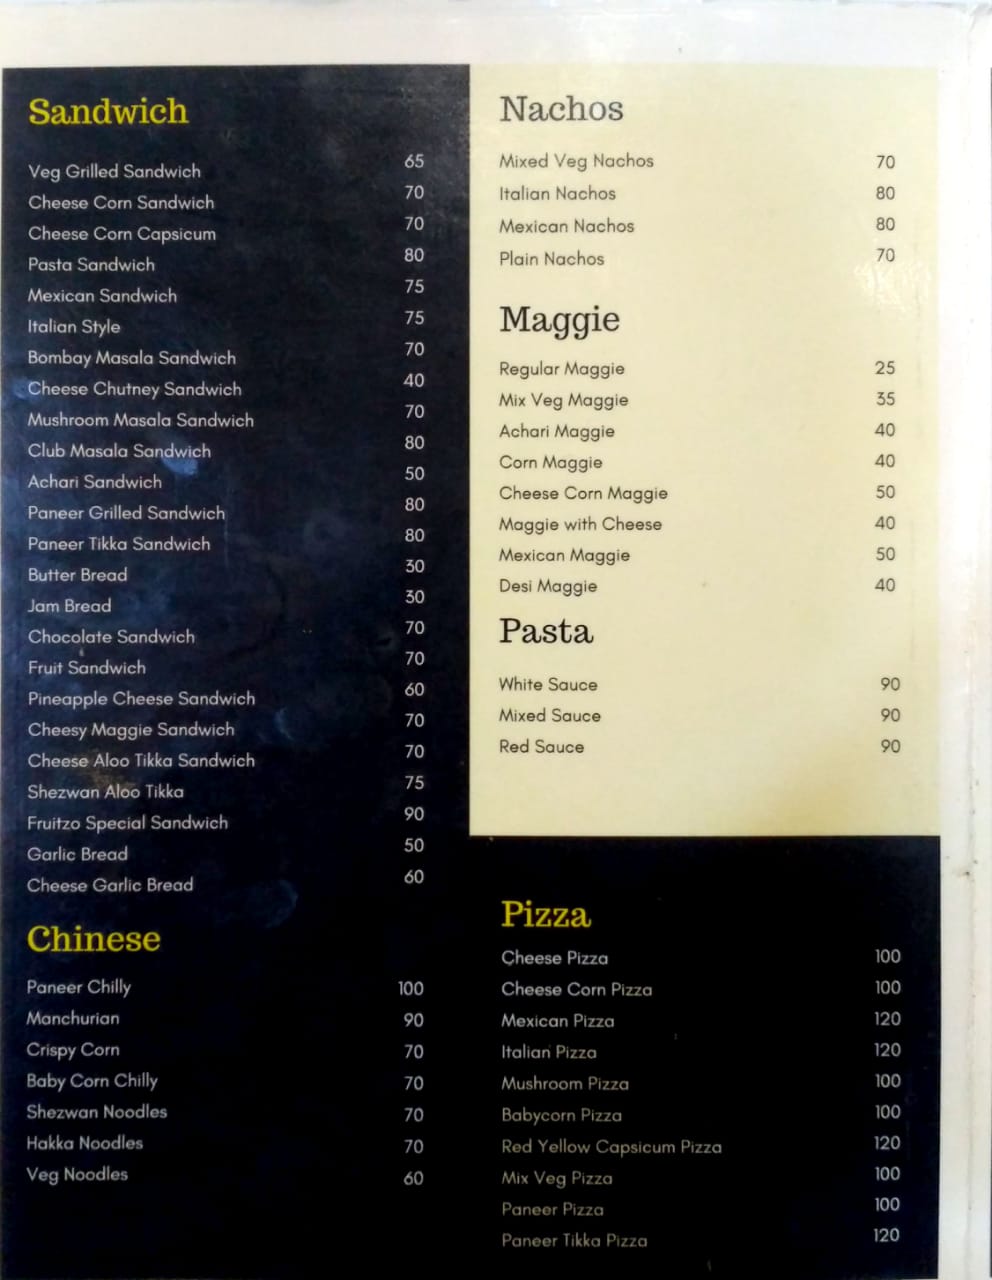 Sandwich
Veg Grilled Sandwich 65
Cheese Corn Sandwich 70
Cheese Corn Capsicum 70
Pasta Sandwich 80
Mexican Sandwich 75
Italian Style 75
Bombay Masala Sandwich 70
Cheese Chutney Sandwich 40
Mushroom Masala Sandwich 70
Club Masala Sandwich 80
Achari Sandwich 50
Paneer Grilled Sandwich 80
Paneer Tikka Sandwich 80
Butter Bread 30
Jam Bread 30
Chocolate Sandwich 70
Fruit Sandwich 70
Pineapple Cheese Sandwich 60
Cheesy Maggie Sandwich 70
Cheese Aloo Tikka Sandwich 70
Shezwan Aloo Tikka 75
Fruitzo Special Sandwich 90
Garlic Bread 50
Cheese Garlic Bread 60
Chinese
Paneer Chilly 100
Manchurian 90
Crispy Corn 70
Baby Corn Chilly 70
Shezwan Noodles 70
Hakka Noodles 70
Veg Noodles 60
Nachos
Mixed Veg Nachos 70
Italian Nachos 80
Mexican Nachos 80
Plain Nachos 70
Maggie
Regular Maggie 25
Mix Veg Maggie 35
Achari Maggie 40
Corn Maggie 40
Cheese Corn Maggie 50
Maggie with Cheese 40
Mexican Maggie 50
Desi Maggie 40
Pasta
White Sauce 90
Mixed Sauce 90
Red Sauce 90
Pizza
Cheese Pizza 100
Cheese Corn Pizza 100
Mexican Pizza 120
Italian Pizza 120
Mushroom Pizza 100
Babycorn Pizza 100
Red Yellow Capsicum Pizza 120
Mix Veg Pizza 100
Paneer Pizza 100
Paneer Tikka Pizza 120